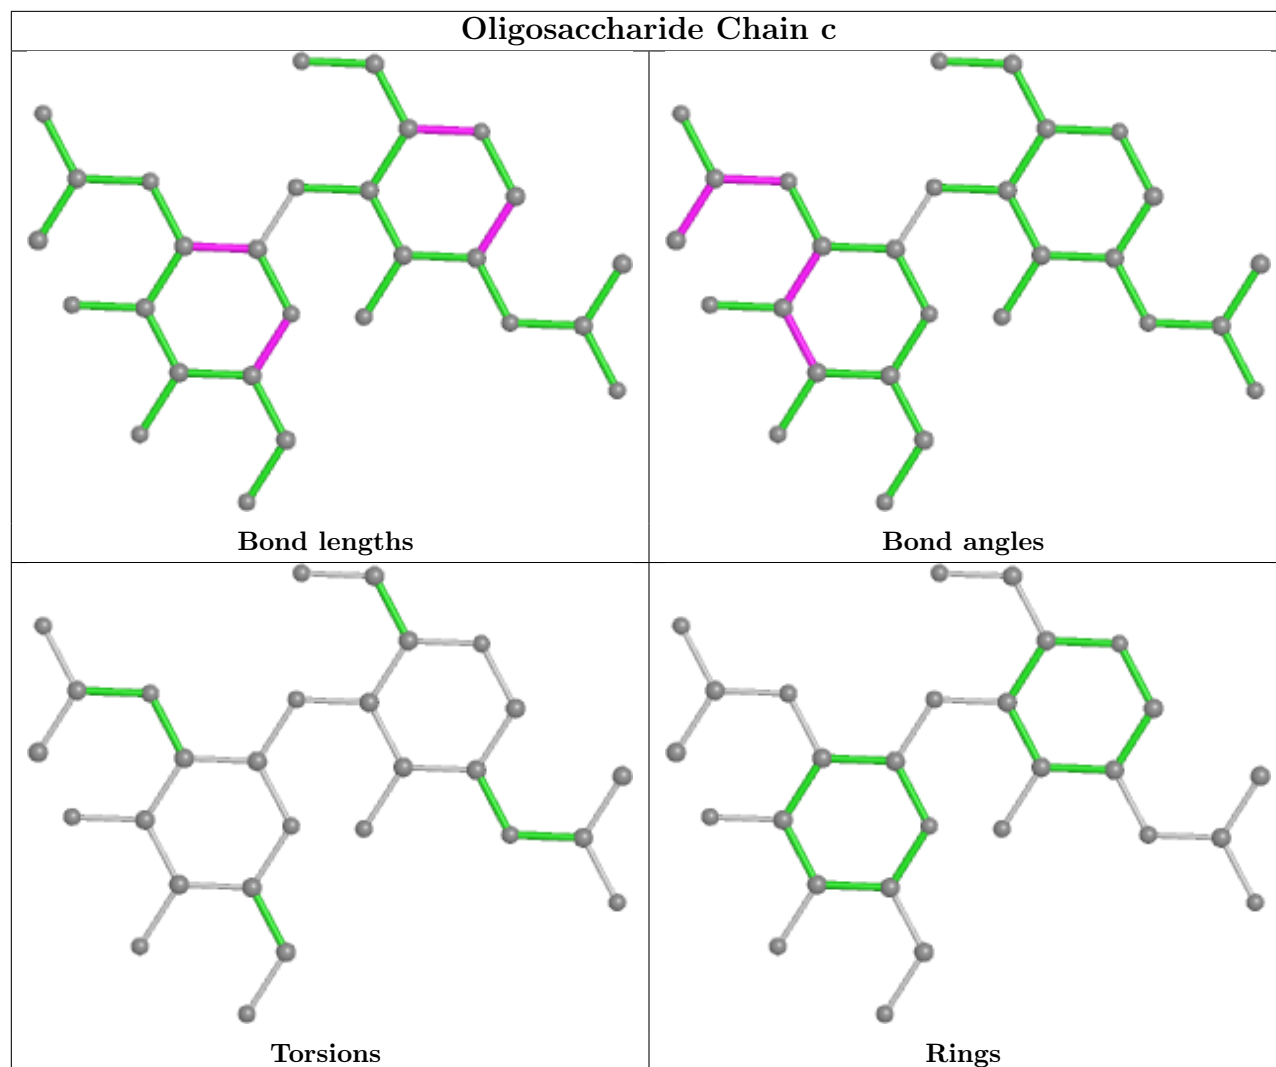 Oligosaccharide Chain c
Bond lengths
Bond angles
Torsions
Rings